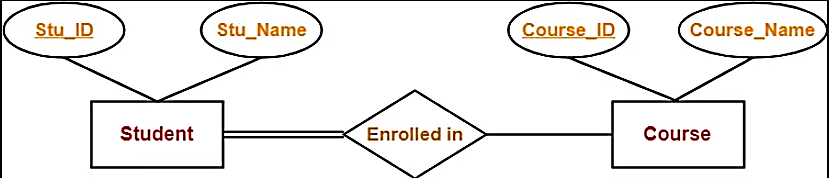 Stu_ID
Stu_Name
Course_ID
Course_Name
Student
Enrolled in
Course